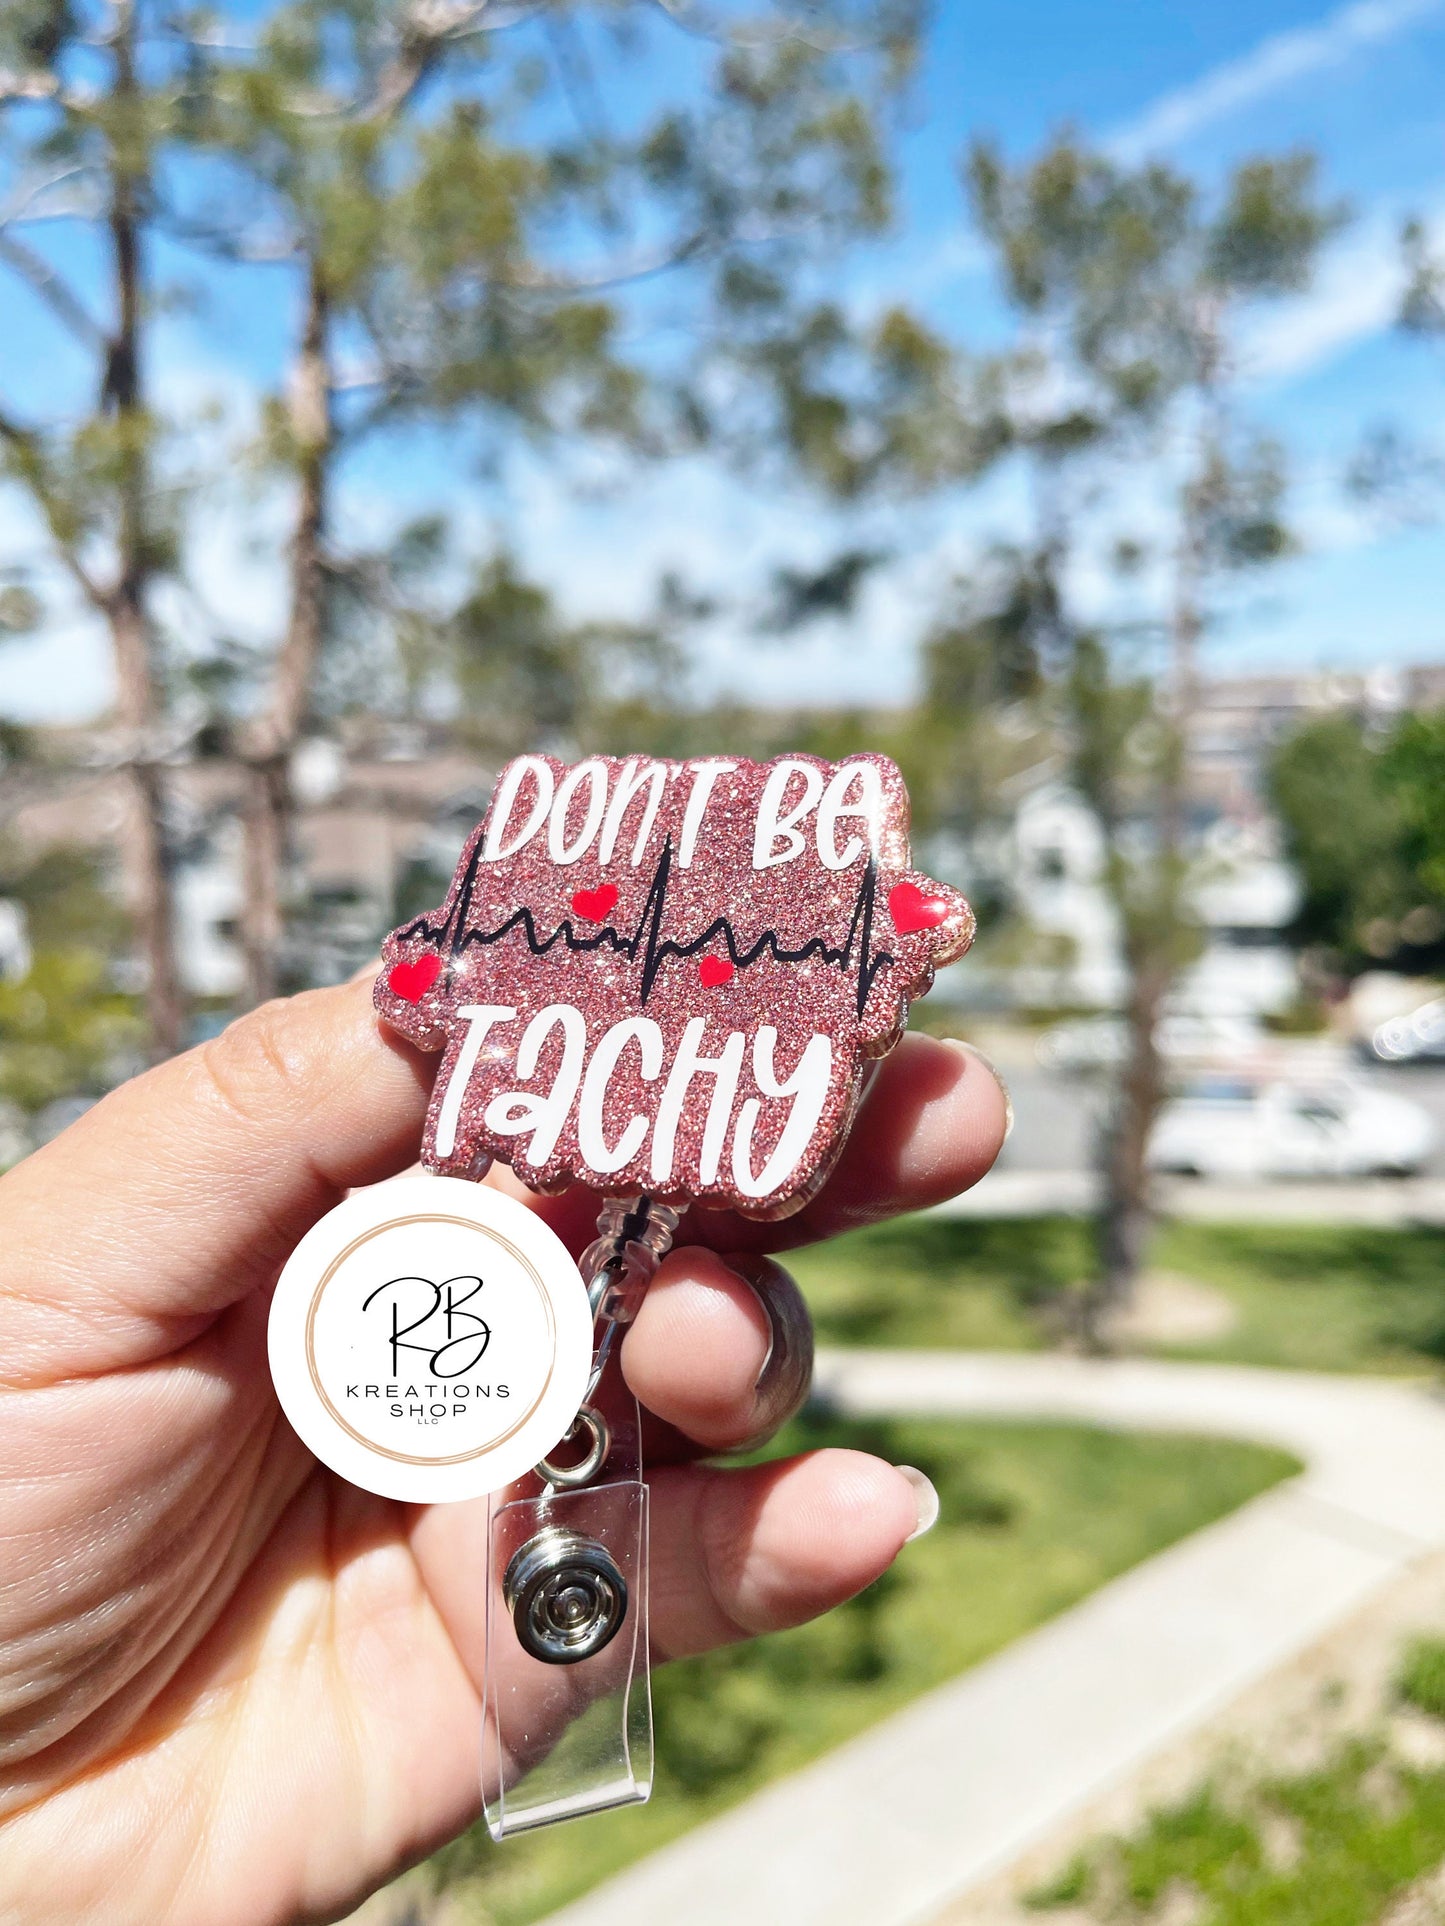 DON'T BE
TACHY
RB
KREATIONS
SHOP
LLC